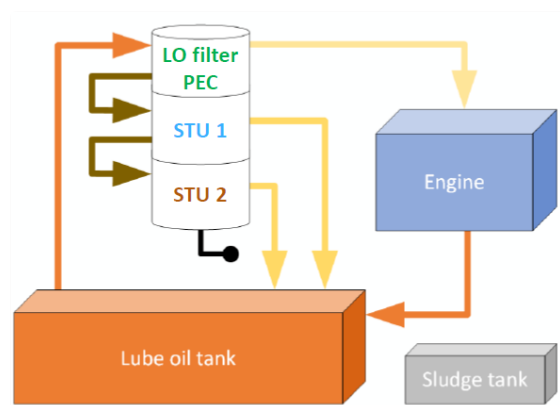 LO filter
PEC
STU 1
STU 2
Engine
Lube oil tank
Sludge tank